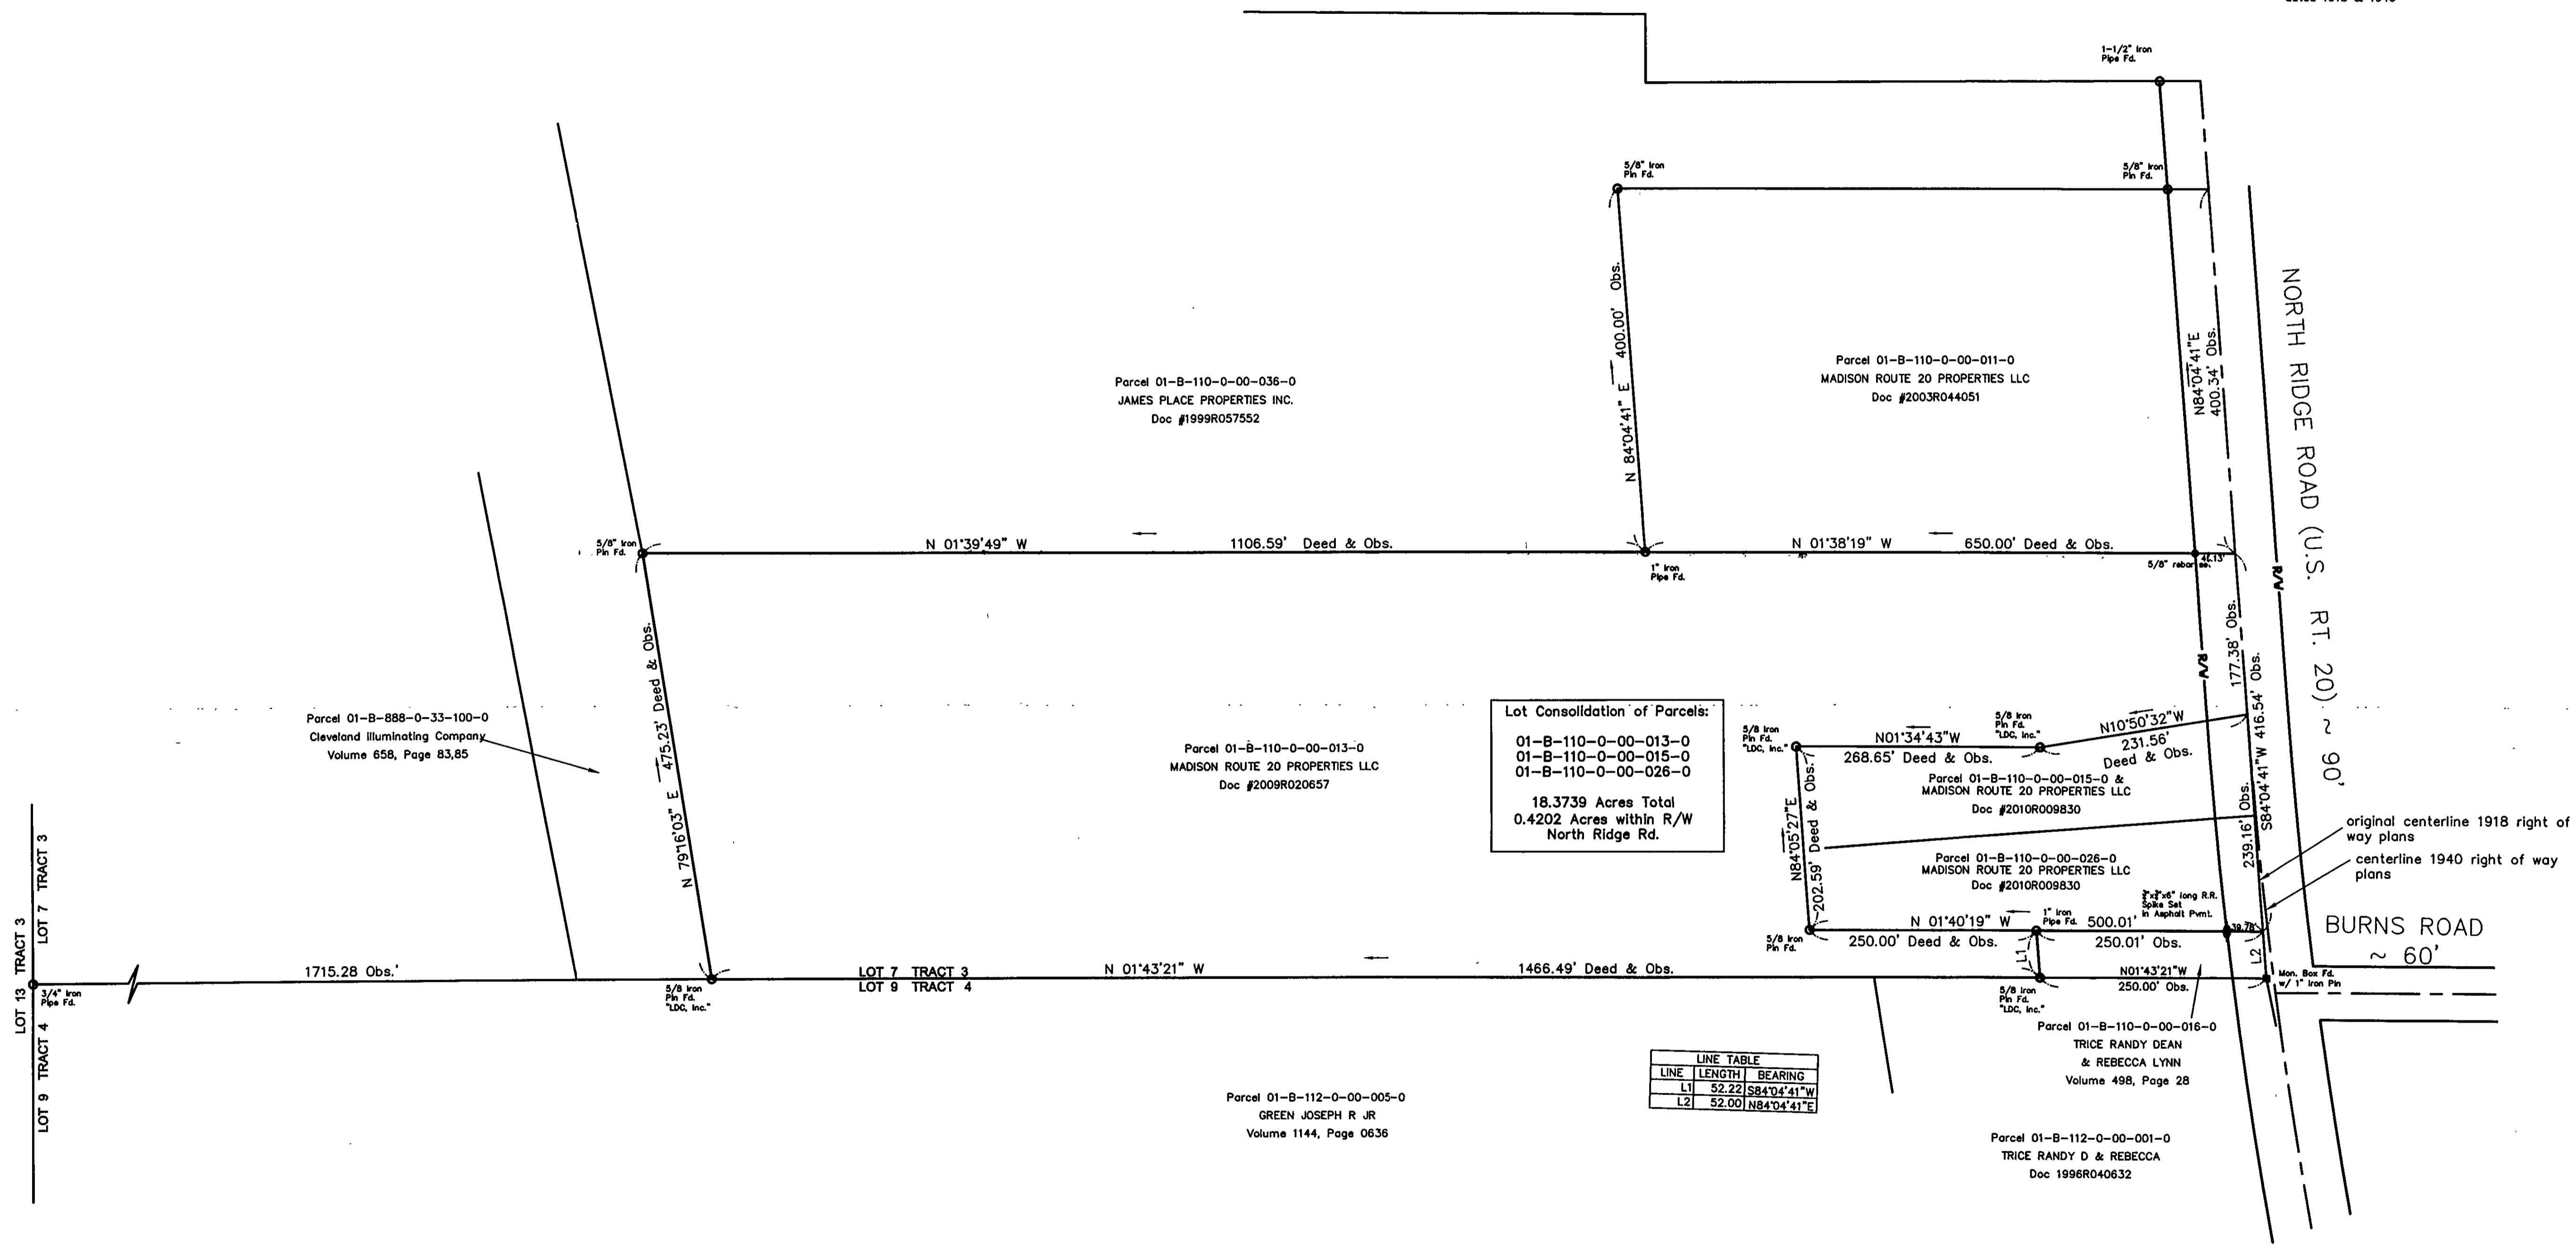 1-1/2" Iron
Pipe Fd.
5/8" Iron
Pin Fd.
5/8" Iron
Pin Fd.
NORTH RIDGE ROAD (U.S. RT. 20) ~ 90'
N 84°04'41" E 400.00' Obs.
N84°04'41"E
400.34' Obs.
Parcel 01-B-110-0-00-036-0
JAMES PLACE PROPERTIES INC.
Doc #1999R057552
Parcel 01-B-110-0-00-011-0
MADISON ROUTE 20 PROPERTIES LLC
Doc #2003R044051
5/8" Iron
Pin Fd.
N 01°39'49" W 1106.59' Deed & Obs.
N 01°38'19" W 650.00' Deed & Obs.
1" Iron
Pipe Fd.
5/8" rebar
R/W
R/W
177.38' Obs.
S84°04'41"W 416.54' Obs.
239.16' Obs.
N 79°16'03" E 475.23' Deed & Obs.
Parcel 01-B-888-0-33-100-0
Cleveland Illuminating Company
Volume 658, Page 83,85
Parcel 01-B-110-0-00-013-0
MADISON ROUTE 20 PROPERTIES LLC
Doc #2009R020657
Lot Consolidation of Parcels:
01-B-110-0-00-013-0
01-B-110-0-00-015-0
01-B-110-0-00-026-0
18.3739 Acres Total
0.4202 Acres within R/W
North Ridge Rd.
5/8 Iron
Pin Fd.
"LDC, Inc."
N01°34'43"W
268.65' Deed & Obs.
5/8 Iron
Pin Fd.
"LDC, Inc."
N10°50'32"W
231.56'
Deed & Obs.
Parcel 01-B-110-0-00-015-0 &
MADISON ROUTE 20 PROPERTIES LLC
Doc #2010R009830
N84°05'27"E
202.59' Deed & Obs.
Parcel 01-B-110-0-00-026-0
MADISON ROUTE 20 PROPERTIES LLC
Doc #2010R009830
original centerline 1918 right of
way plans
centerline 1940 right of way
plans
long R.R.
Spike Set
in Asphalt Pvmt.
1" Iron
Pipe Fd.
N 01°40'19" W 500.01'
250.00' Deed & Obs.
250.01' Obs.
39.78'
5/8 Iron
Pin Fd.
BURNS ROAD
~ 60'
L1
L2
LOT 13 TRACT 3
LOT 7 TRACT 3
LOT 9 TRACT 4
3/4" Iron
Pipe Fd.
1715.28 Obs.'
5/8 Iron
Pin Fd.
"LDC, Inc."
LOT 7 TRACT 3
LOT 9 TRACT 4
N 01°43'21" W 1466.49' Deed & Obs.
N01°43'21"W
250.00' Obs.
Mon. Box Fd.
w/ 1" Iron Pin
5/8 Iron
Pin Fd.
"LDC, Inc."
Parcel 01-B-110-0-00-016-0
TRICE RANDY DEAN
& REBECCA LYNN
Volume 498, Page 28
LINE TABLE
LINE LENGTH BEARING
L1 52.22 S84°04'41"W
L2 52.00 N84°04'41"E
Parcel 01-B-112-0-00-005-0
GREEN JOSEPH R JR
Volume 1144, Page 0636
Parcel 01-B-112-0-00-001-0
TRICE RANDY D & REBECCA
Doc 1996R040632